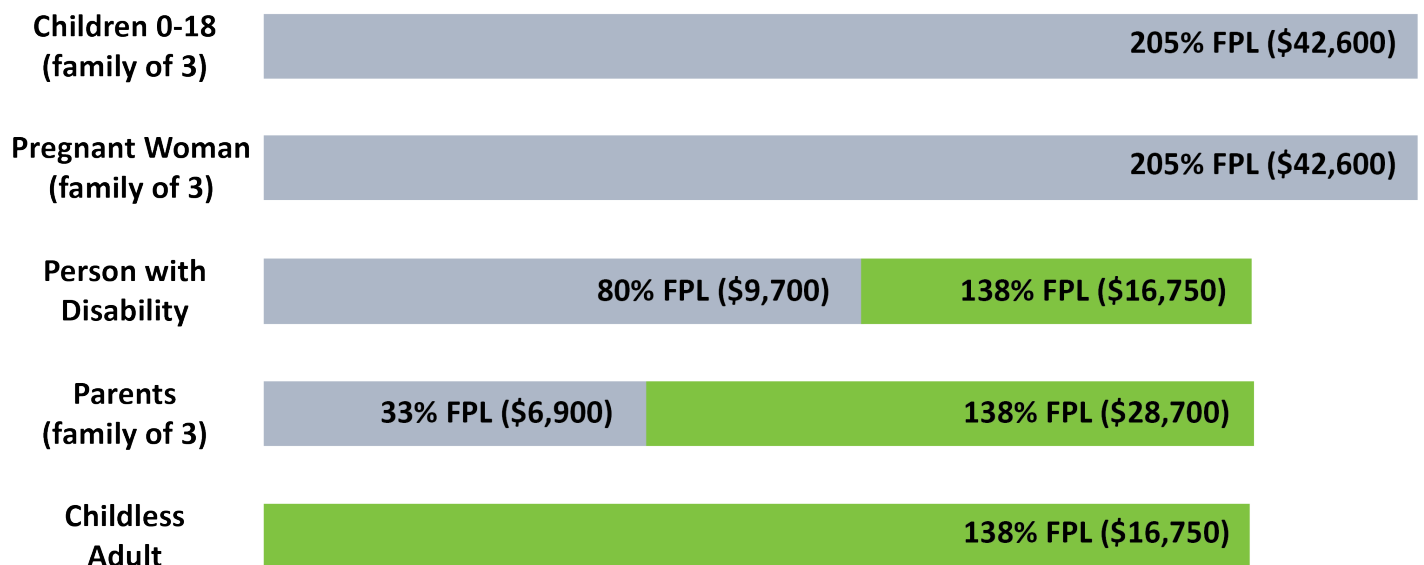 Children 0-18
(family of 3)
205% FPL ($42,600)
Pregnant Woman
(family of 3)
205% FPL ($42,600)
Person with
Disability
80% FPL ($9,700)
138% FPL ($16,750)
Parents
(family of 3)
33% FPL ($6,900)
138% FPL ($28,700)
Childless
Adult
138% FPL ($16,750)